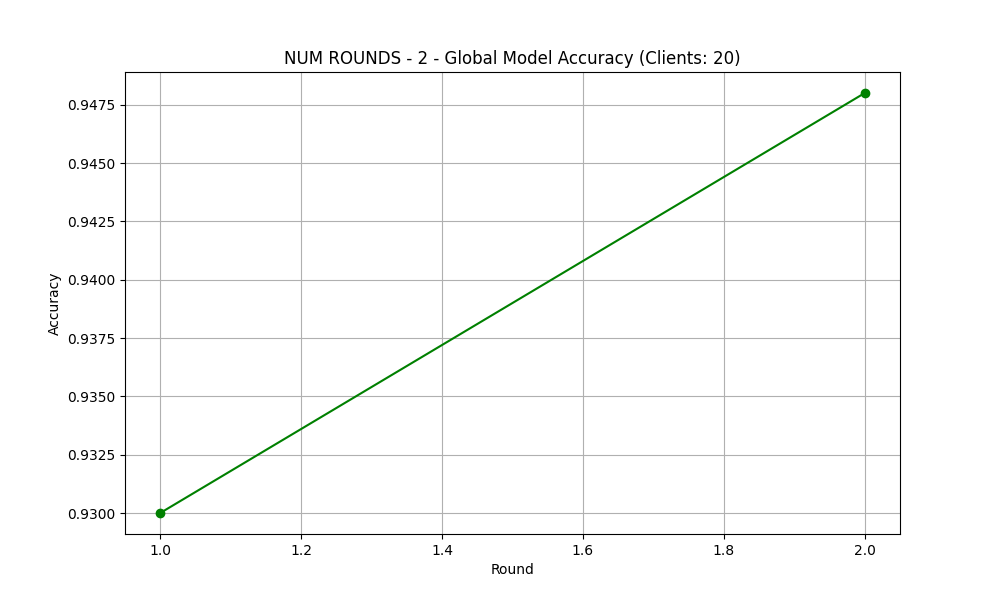 NUM ROUNDS - 2 - Global Model Accuracy (Clients: 20)
0.9475
0.9450
0.9425
0.9400
0.9375
0.9350
0.9325
0.9300
Accuracy
1.0 1.2 1.4 1.6 1.8 2.0
Round